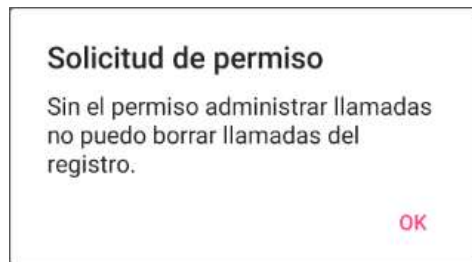 Solicitud de permiso
Sin el permiso administrar llamadas
no puedo borrar llamadas del
registro.
OK